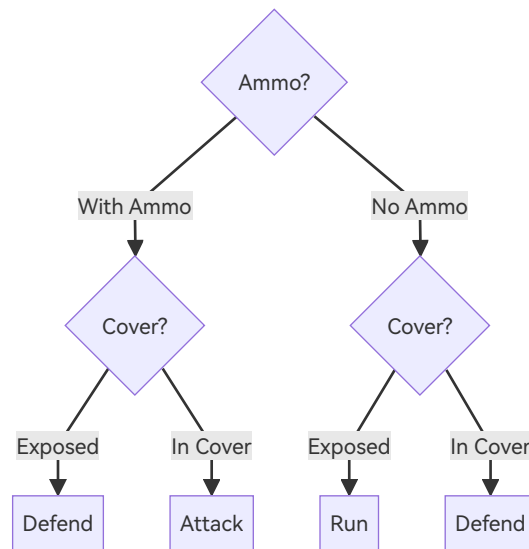 Ammo?
With Ammo
No Ammo
Cover?
Cover?
Exposed
In Cover
Exposed
In Cover
Defend
Attack
Run
Defend